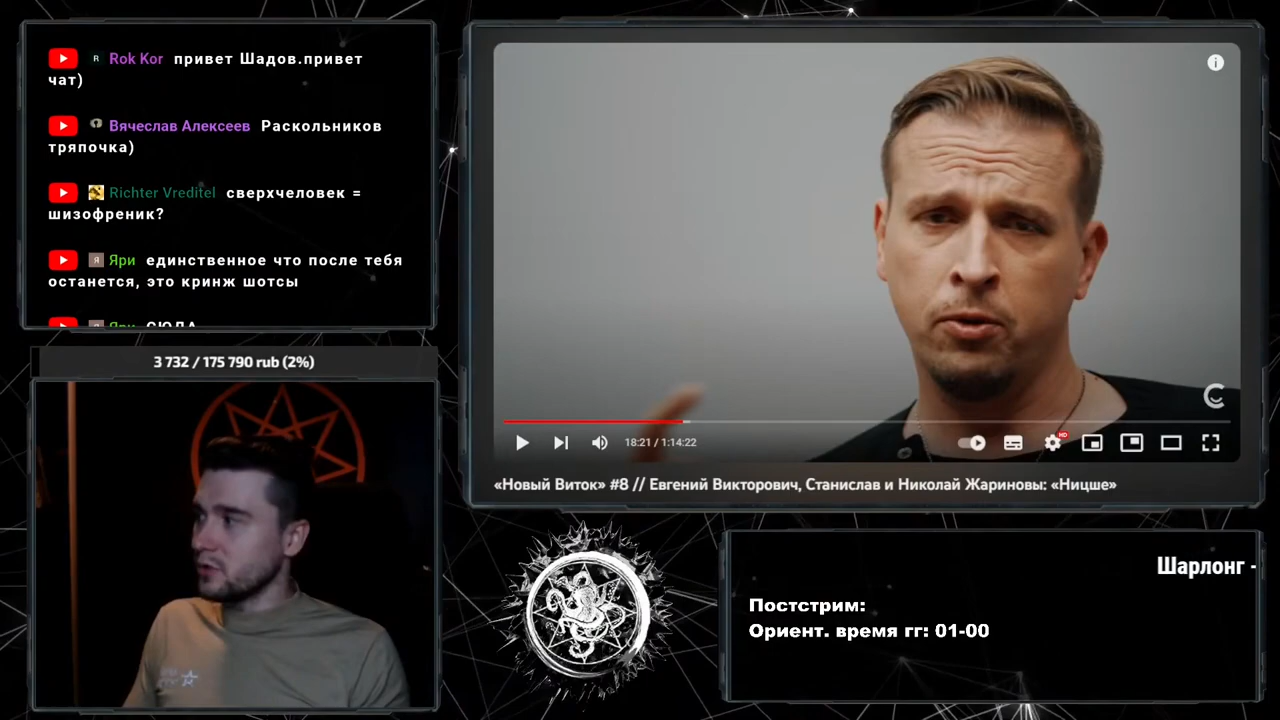 Rok Kor привет Шадов.привет
чат)
Вячеслав Алексеев Раскольников
тряпочка)
Richter Vreditel сверхчеловек =
шизофреник?
Яри единственное что после тебя
останется, это кринж шотсы
3 732 / 175 790 rub (2%)
18:21 / 1:14:22
HD
«Новый Виток» #8 // Евгений Викторович, Станислав и Николай Жариновы: «Ницше»
Шарлонг -
Постстрим:
Ориент. время гг: 01-00